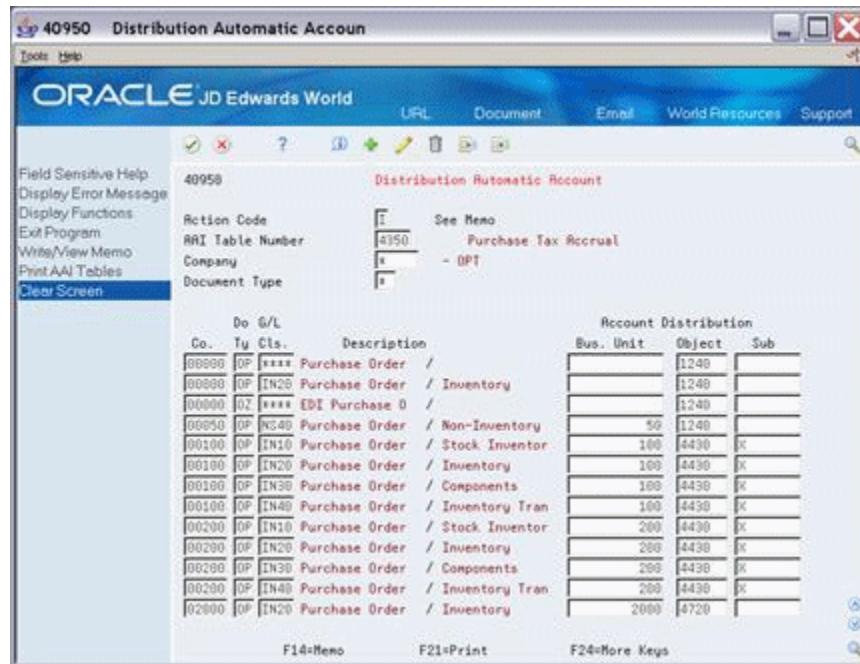 40950 Distribution Automatic Accoun
Tools Help
ORACLE JD Edwards World
URL Document Email World Resources Support
Field Sensitive Help
Display Error Message
Display Functions
Exit Program
Write/View Memo
Print AAI Tables
Clear Screen
40950 Distribution Automatic Account
Action Code I See Memo
AAI Table Number 4350 Purchase Tax Accrual
Company * - OPT
Document Type *
Do G/L Account Distribution
Co. Ty Cls. Description Bus. Unit Object Sub
00000 OP **** Purchase Order / 1240
00000 OP IN20 Purchase Order / Inventory 1240
00000 OZ **** EDI Purchase O / 1240
00050 OP NS40 Purchase Order / Non-Inventory 50 1240
00100 OP IN10 Purchase Order / Stock Inventor 100 4430 X
00100 OP IN20 Purchase Order / Inventory 100 4430 X
00100 OP IN30 Purchase Order / Components 100 4430 X
00100 OP IN40 Purchase Order / Inventory Tran 100 4430 X
00200 OP IN10 Purchase Order / Stock Inventor 200 4430 X
00200 OP IN20 Purchase Order / Inventory 200 4430 X
00200 OP IN30 Purchase Order / Components 200 4430 X
00200 OP IN40 Purchase Order / Inventory Tran 200 4430 X
02000 OP IN20 Purchase Order / Inventory 2000 4720
F14=Memo F21=Print F24=More Keys